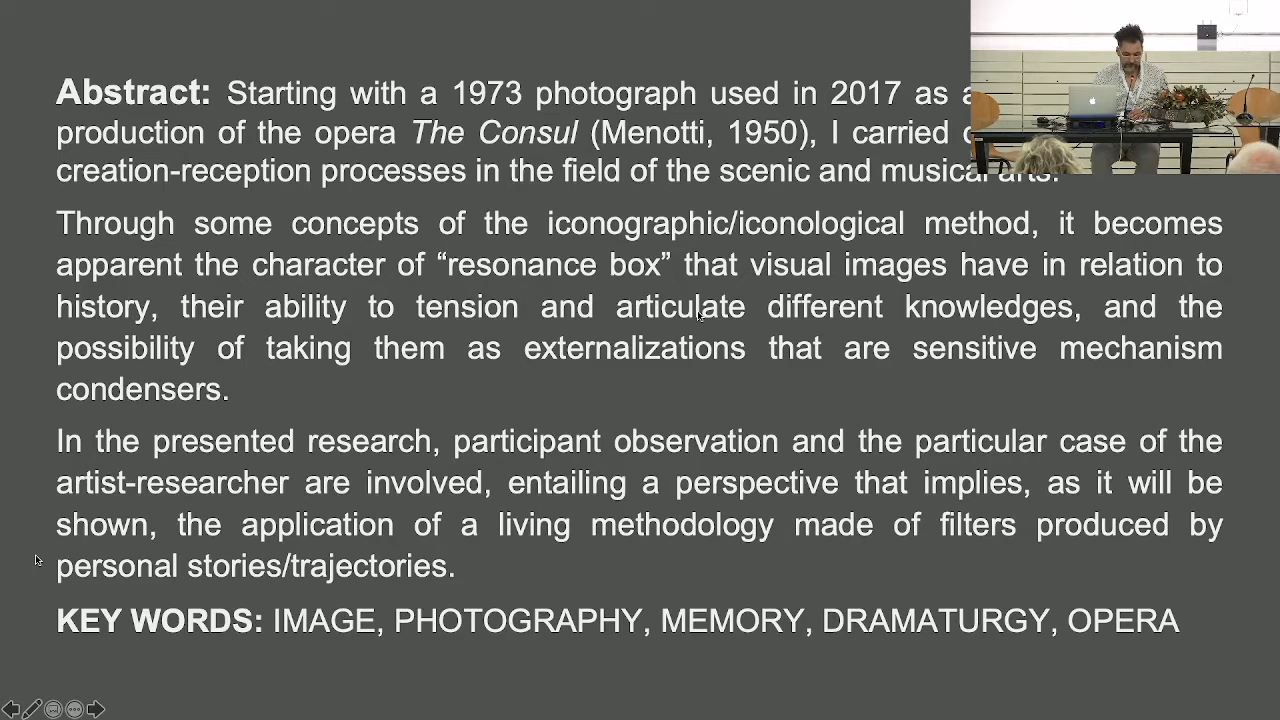 Abstract: Starting with a 1973 photograph used in 2017 as
production of the opera The Consul (Menotti, 1950), I carried
creation-reception processes in the field of the scenic and musical arts.
Through some concepts of the iconographic/iconological method, it becomes
apparent the character of “resonance box” that visual images have in relation to
history, their ability to tension and articulate different knowledges, and the
possibility of taking them as externalizations that are sensitive mechanism
condensers.
In the presented research, participant observation and the particular case of the
artist-researcher are involved, entailing a perspective that implies, as it will be
shown, the application of a living methodology made of filters produced by
personal stories/trajectories.
KEY WORDS: IMAGE, PHOTOGRAPHY, MEMORY, DRAMATURGY, OPERA